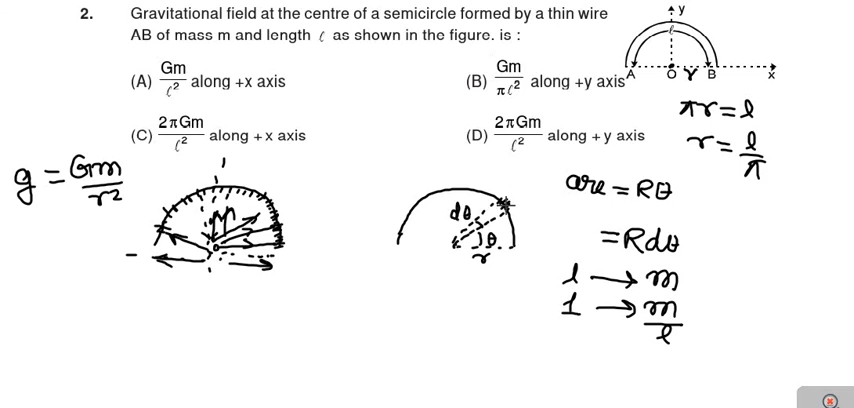 2. Gravitational field at the centre of a semicircle formed by a thin wire
AB of mass m and length ℓ as shown in the figure. is :
(A) Gm/ℓ² along +x axis
(B) Gm/πℓ² along +y axis
(C) 2πGm/ℓ² along +x axis
(D) 2πGm/ℓ² along +y axis
y
ℓ
A O r B x
πr = l
r = l/π
g = Gm/r²
dθ
θ
r
arc = Rθ
= Rdθ
l → m
1 → m/l